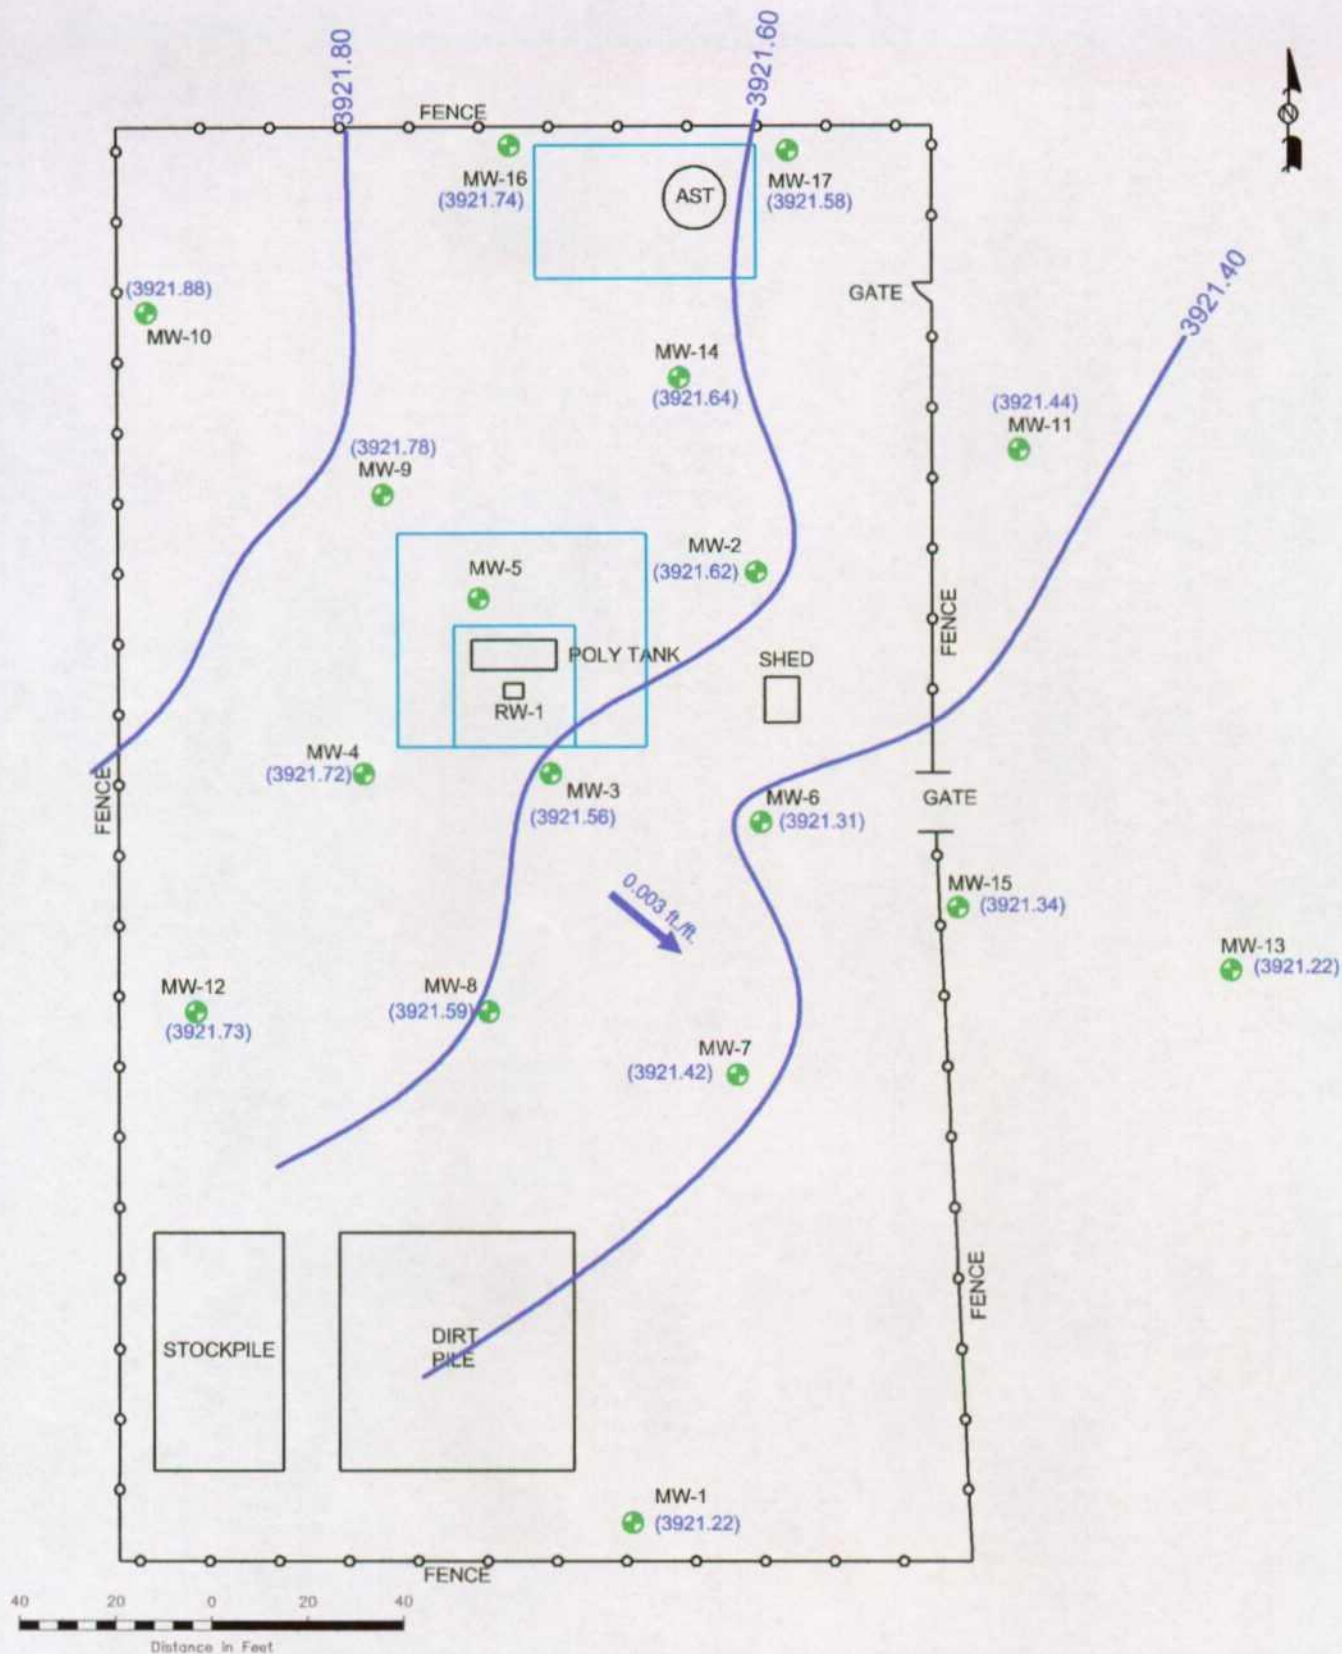 3921.80
3921.60
FENCE
MW-16
(3921.74)
AST
MW-17
(3921.58)
N
3921.40
GATE
(3921.88)
MW-10
MW-14
(3921.64)
(3921.44)
MW-11
(3921.78)
MW-9
MW-2
(3921.62)
MW-5
FENCE
POLY TANK
SHED
RW-1
MW-4
(3921.72)
MW-3
(3921.56)
MW-6
(3921.31)
GATE
FENCE
0.003 ft./ft.
MW-15
(3921.34)
MW-13
(3921.22)
MW-12
(3921.73)
MW-8
(3921.59)
MW-7
(3921.42)
FENCE
STOCKPILE
DIRT
PILE
MW-1
(3921.22)
FENCE
40 20 0 20 40
Distance in Feet